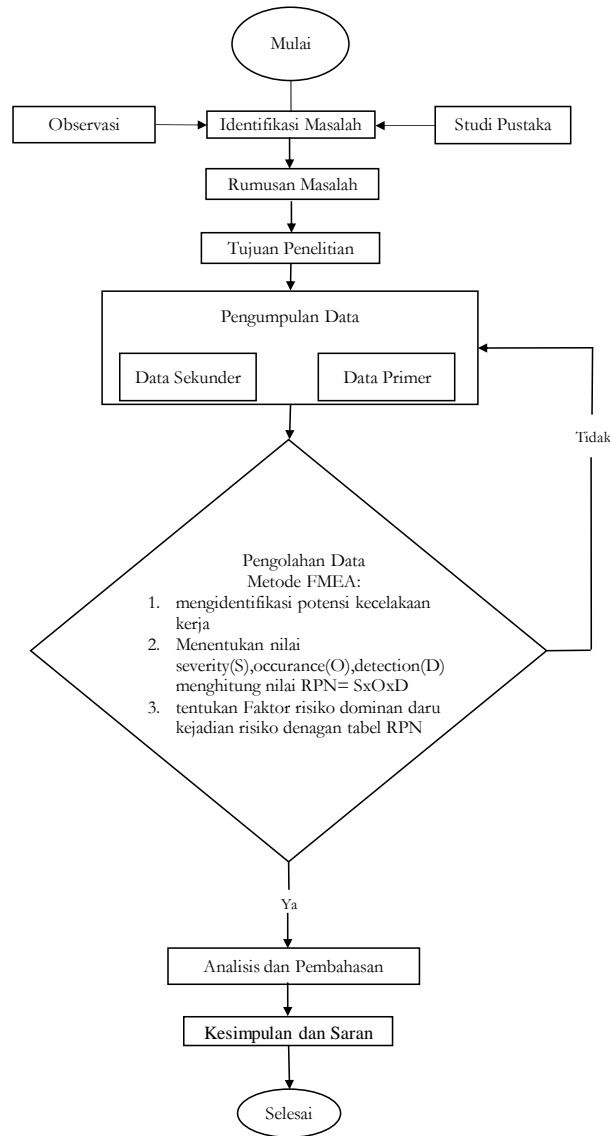 Mulai
Observasi
Identifikasi Masalah
Studi Pustaka
Rumusan Masalah
Tujuan Penelitian
Pengumpulan Data
Data Sekunder
Data Primer
Tidak
Pengolahan Data
Metode FMEA:
1. mengidentifikasi potensi kecelakaan
kerja
2. Menentukan nilai
severity(S),occurance(O),detection(D)
menghitung nilai RPN= SxOxD
3. tentukan Faktor risiko dominan daru
kejadian risiko denagan tabel RPN
Ya
Analisis dan Pembahasan
Kesimpulan dan Saran
Selesai